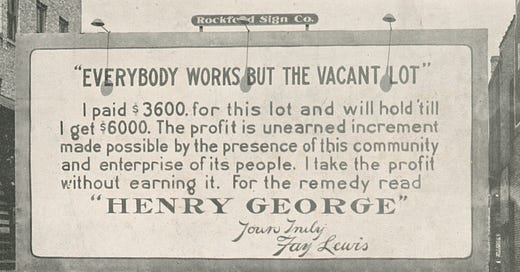 Rockford Sign Co.
"EVERYBODY WORKS BUT THE VACANT LOT"
I paid $3600. for this lot and will hold 'till
I get $6000. The profit is unearned increment
made possible by the presence of this community
and enterprise of its people. I take the profit
without earning it. For the remedy read
"HENRY GEORGE"
Yours truly
Fay Lewis